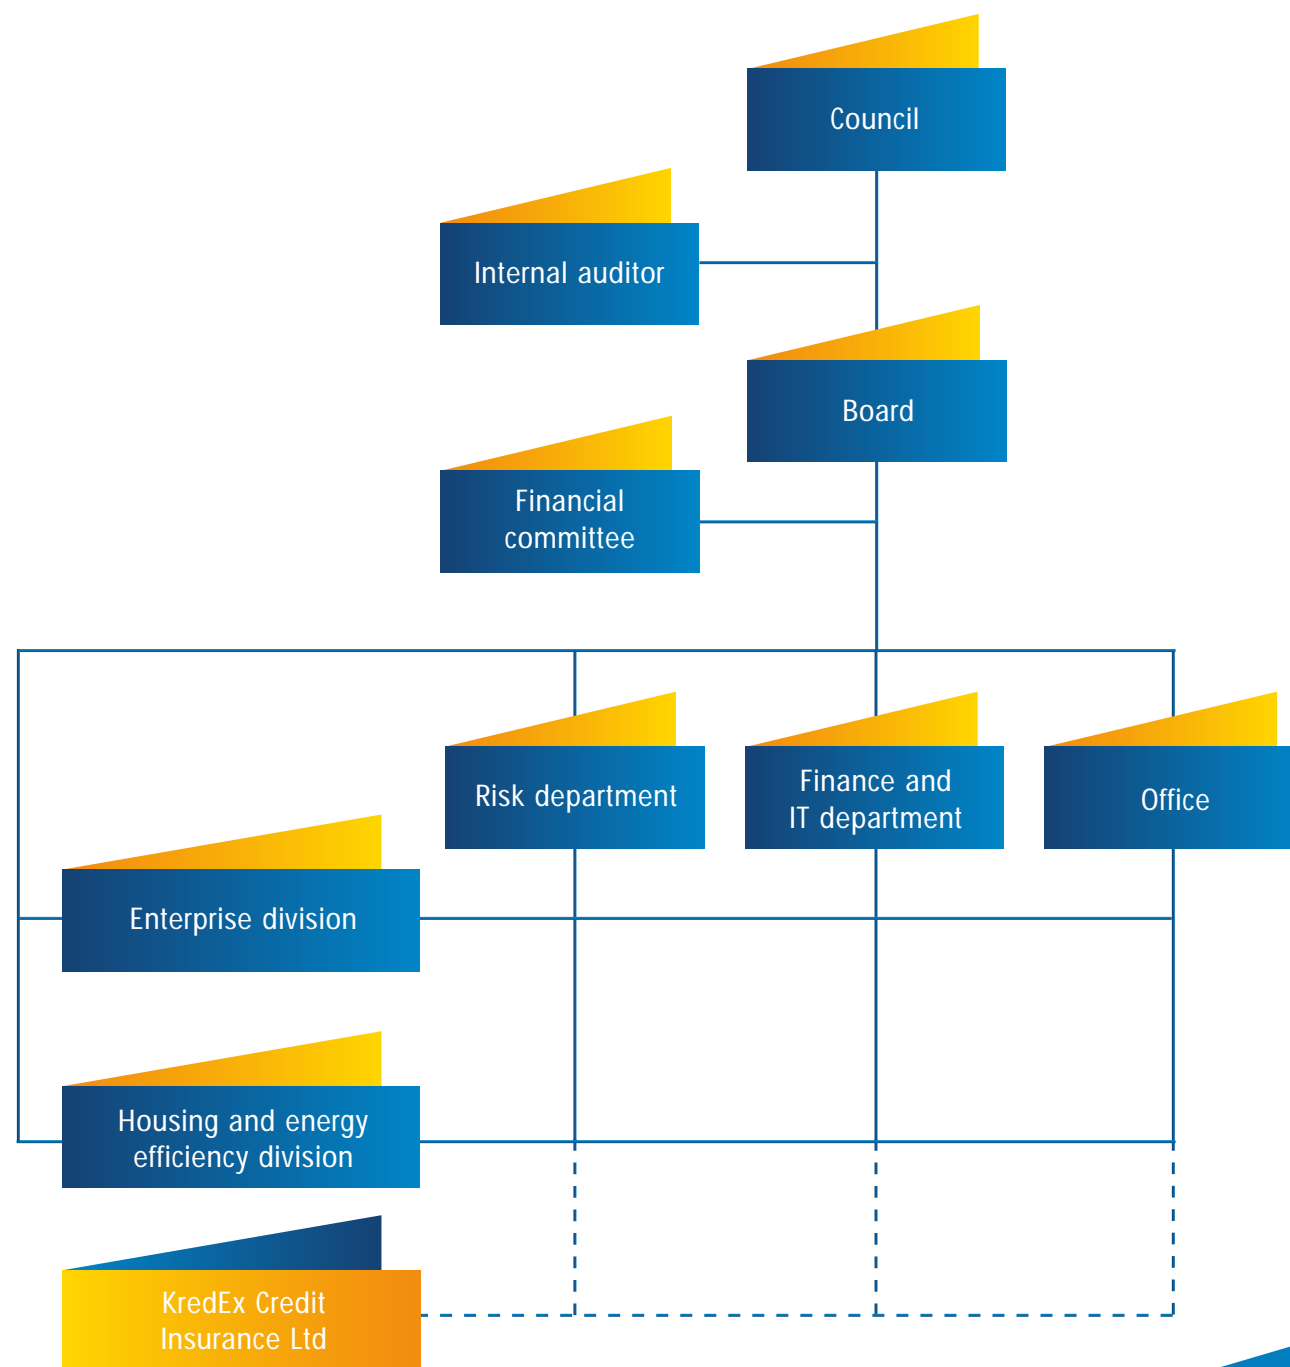 Council
Internal auditor
Board
Financial
committee
Risk department
Finance and
IT department
Office
Enterprise division
Housing and energy
efficiency division
KredEx Credit
Insurance Ltd